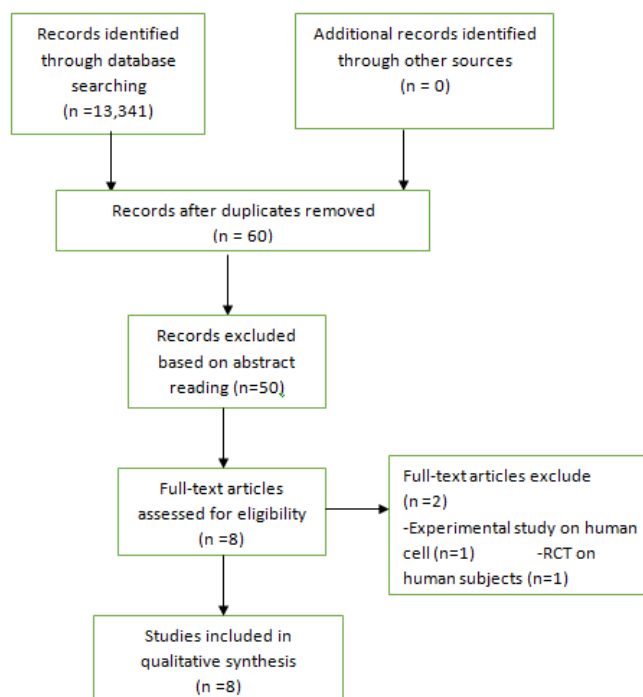 Records identified
through database
searching
(n =13,341)
Additional records identified
through other sources
(n = 0)
Records after duplicates removed
(n = 60)
Records excluded
based on abstract
reading (n=50)
Full-text articles
assessed for eligibility
(n =8)
Full-text articles exclude
(n =2)
-Experimental study on human
cell (n=1) -RCT on
human subjects (n=1)
Studies included in
qualitative synthesis
(n =8)